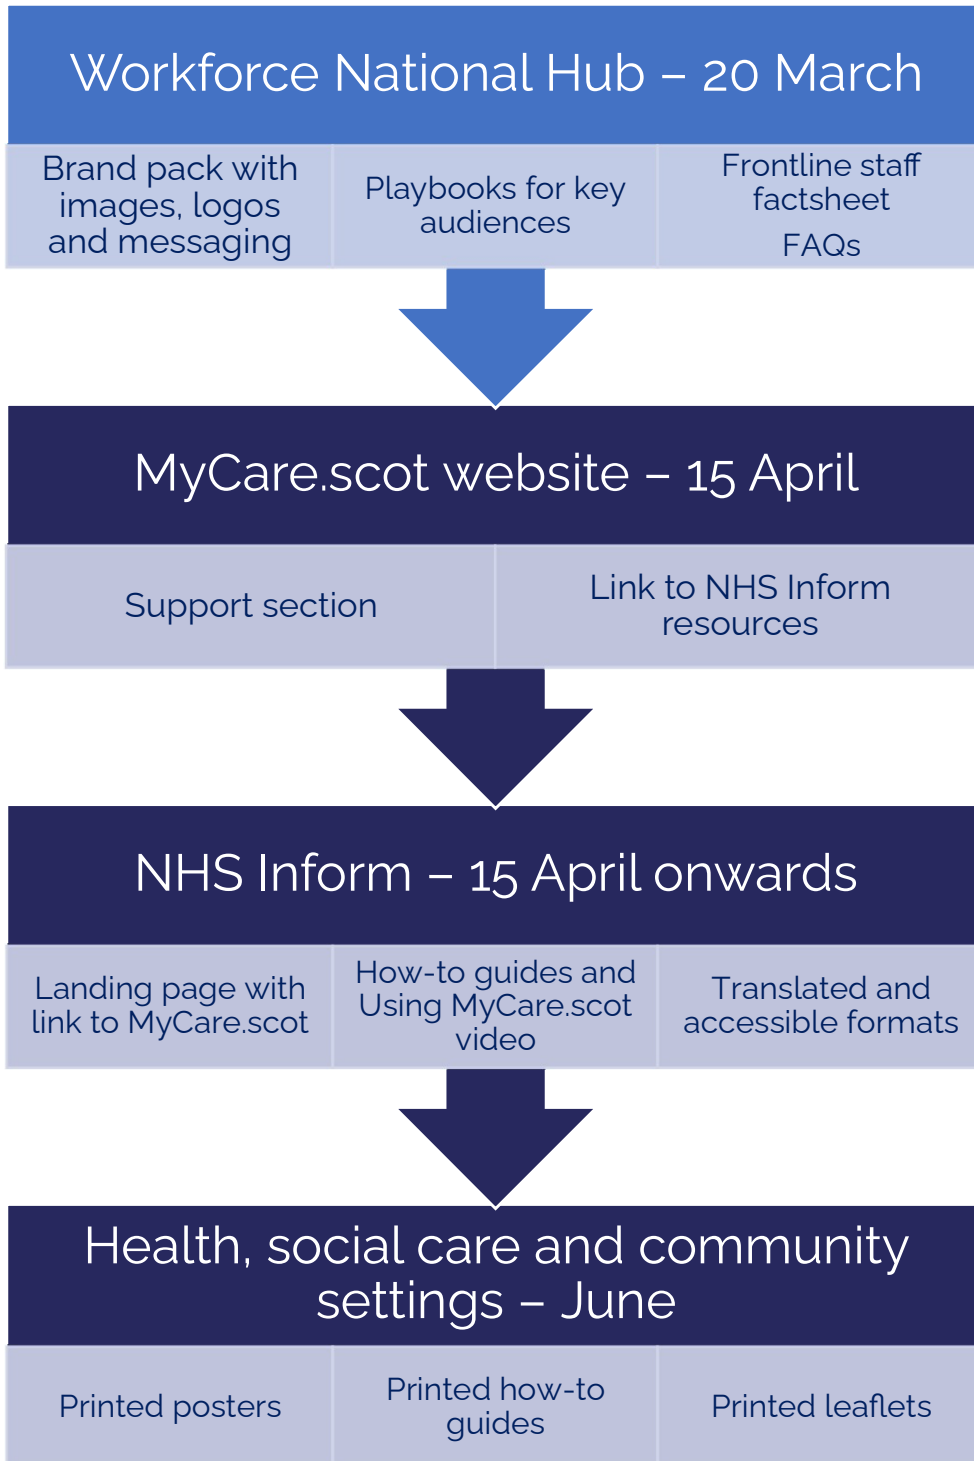 Workforce National Hub – 20 March
Brand pack with
images, logos
and messaging
Playbooks for key
audiences
Frontline staff
factsheet
FAQs
MyCare.scot website – 15 April
Support section
Link to NHS Inform
resources
NHS Inform – 15 April onwards
Landing page with
link to MyCare.scot
How-to guides and
Using MyCare.scot
video
Translated and
accessible formats
Health, social care and community
settings – June
Printed posters
Printed how-to
guides
Printed leaflets